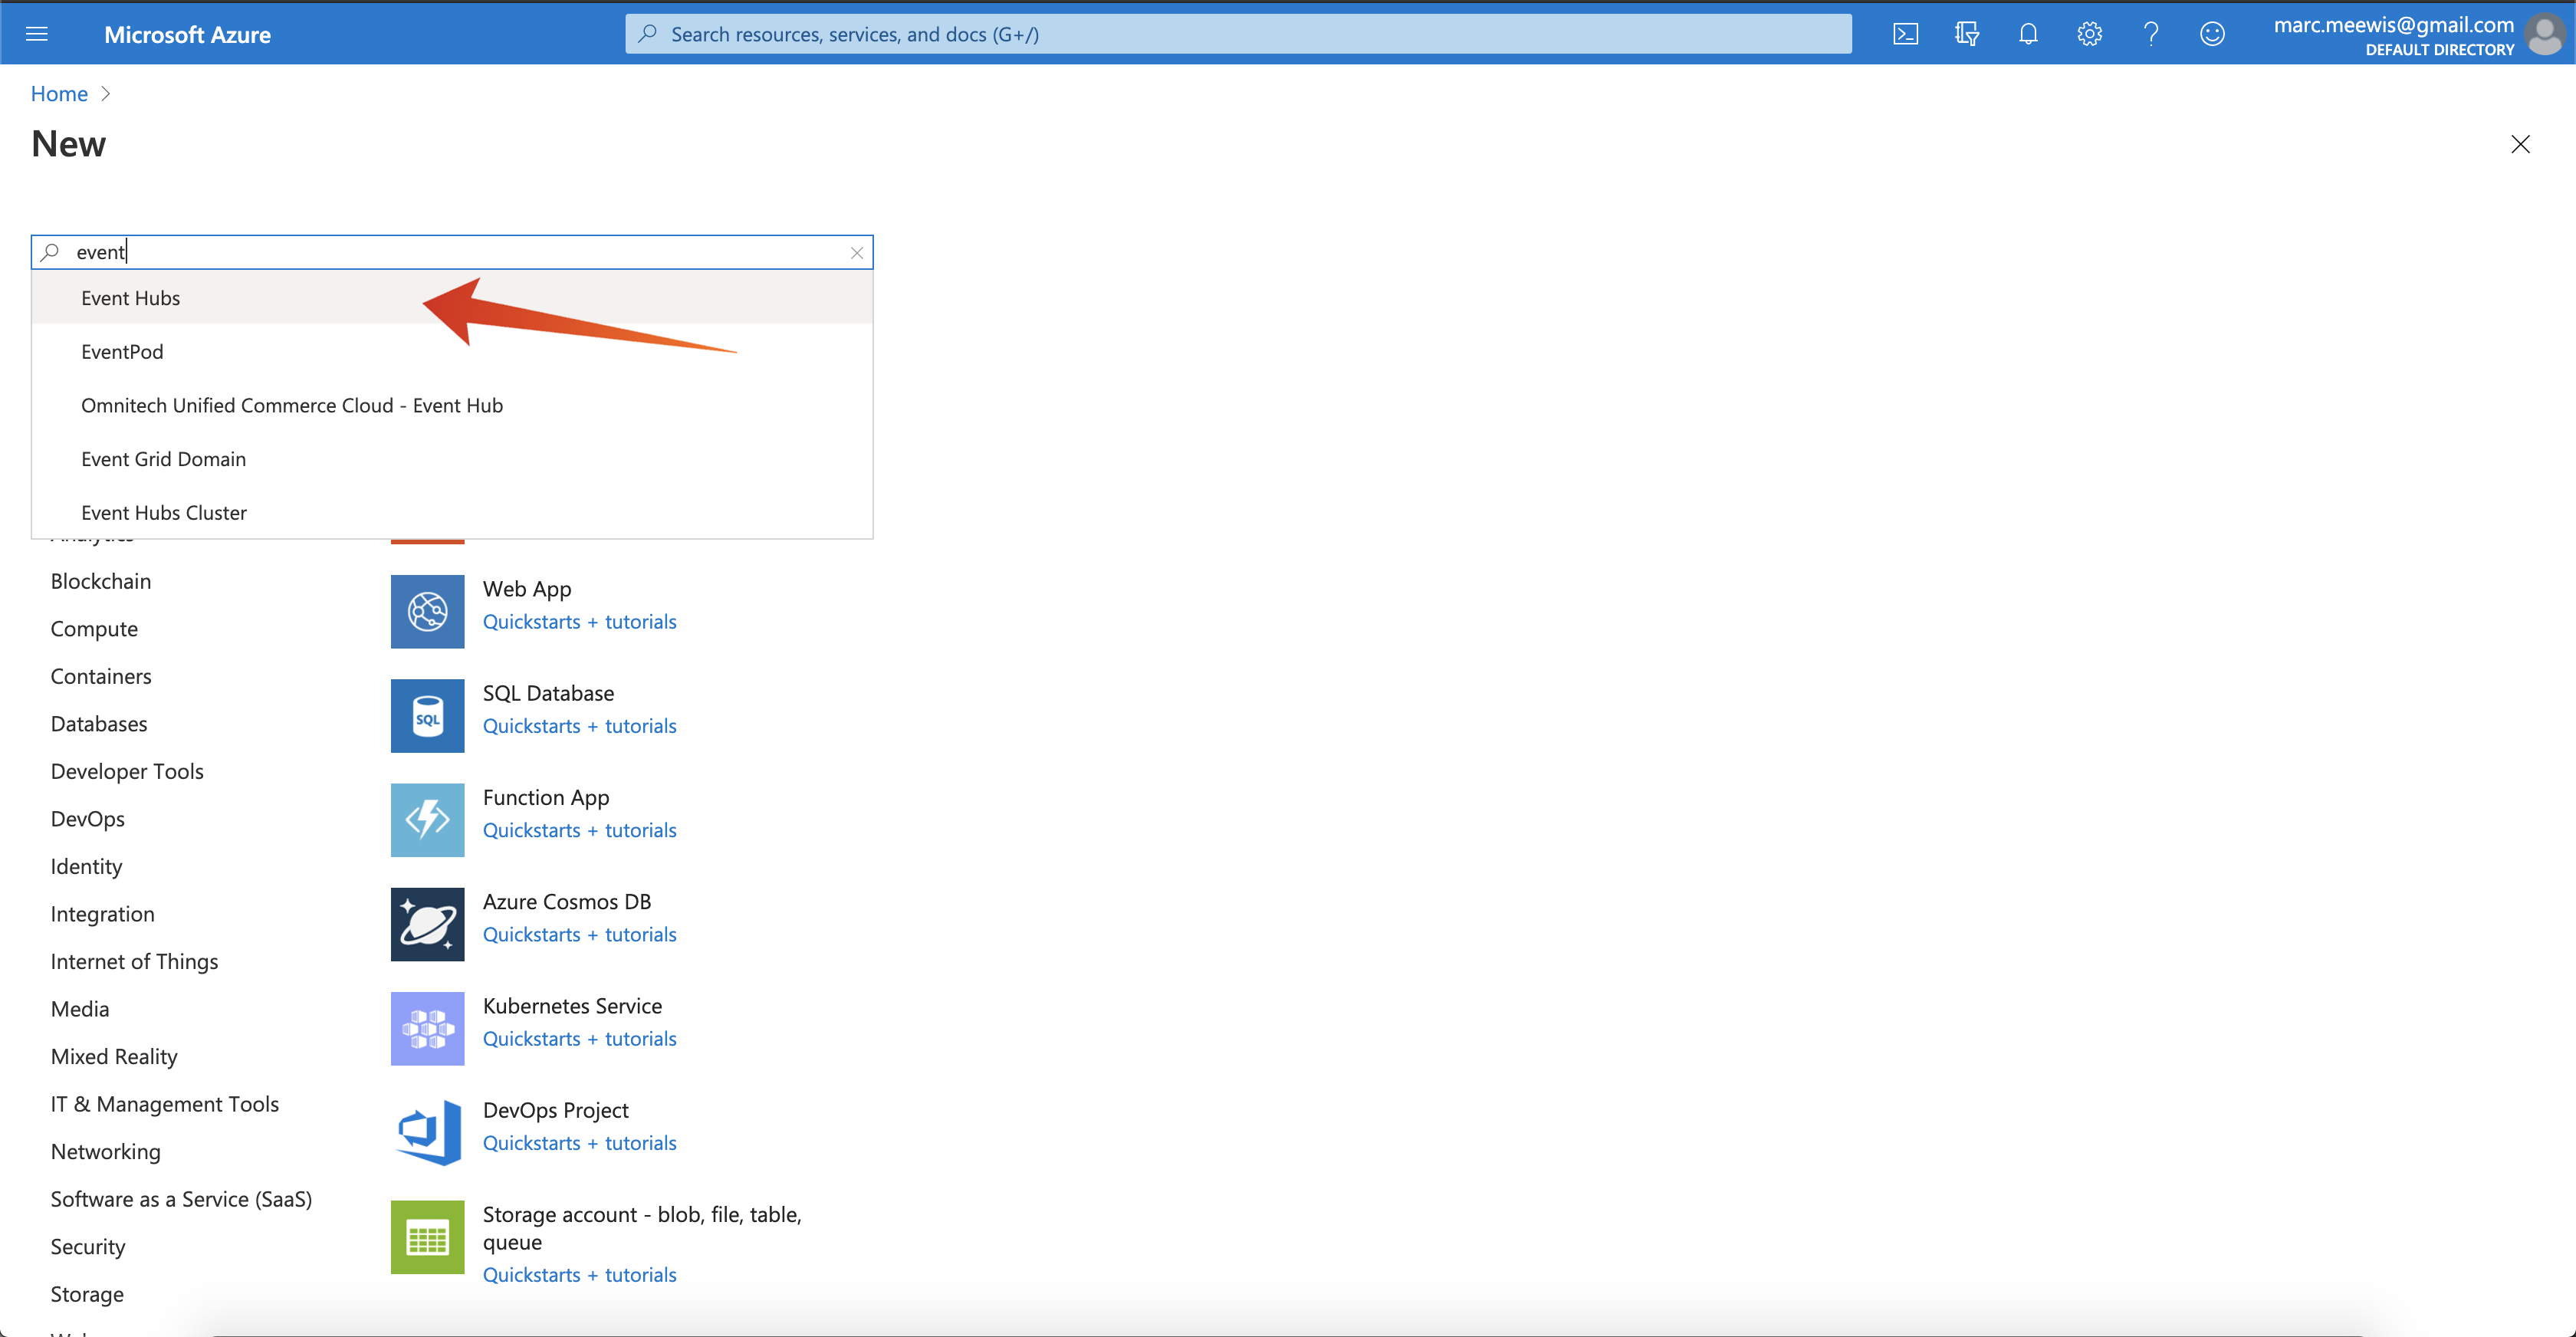 Microsoft Azure
Search resources, services, and docs (G+/)
marc.meewis@gmail.com
DEFAULT DIRECTORY
Home
New
event
Event Hubs
EventPod
Omnitech Unified Commerce Cloud - Event Hub
Event Grid Domain
Event Hubs Cluster
Analytics
Blockchain
Compute
Containers
Databases
Developer Tools
DevOps
Identity
Integration
Internet of Things
Media
Mixed Reality
IT & Management Tools
Networking
Software as a Service (SaaS)
Security
Storage
Web App
Quickstarts + tutorials
SQL
SQL Database
Quickstarts + tutorials
Function App
Quickstarts + tutorials
Azure Cosmos DB
Quickstarts + tutorials
Kubernetes Service
Quickstarts + tutorials
DevOps Project
Quickstarts + tutorials
Storage account - blob, file, table,
queue
Quickstarts + tutorials